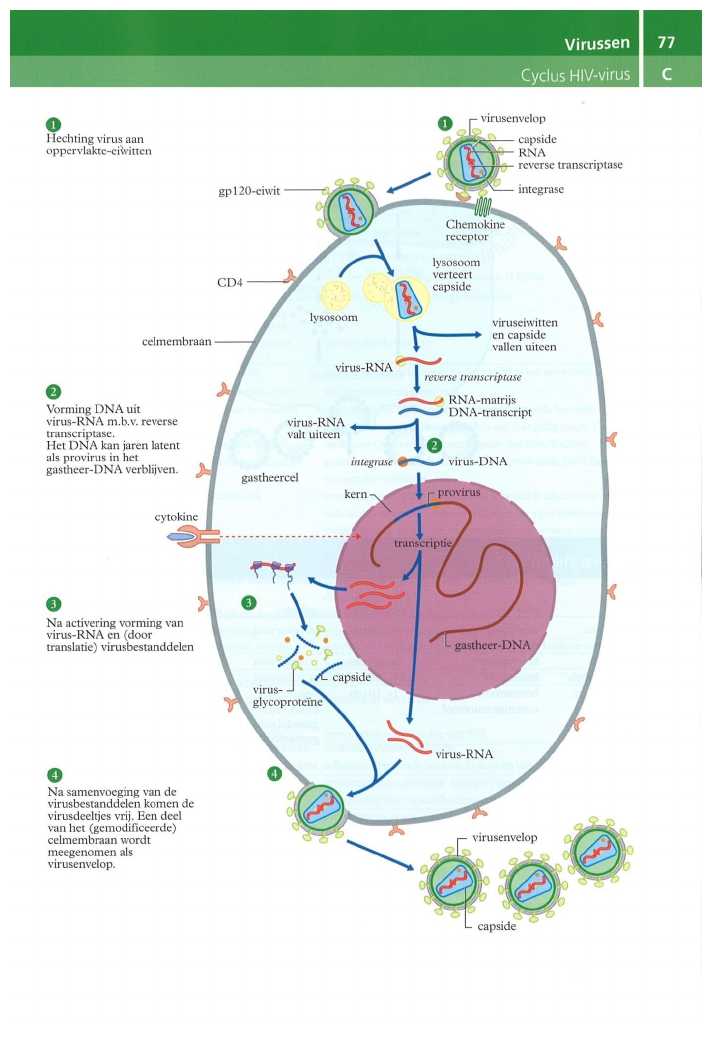 Virussen 77
Cyclus HIV-virus C
1
Hechting virus aan
oppervlakte-eiwitten
1
virusenvelop
capside
RNA
reverse transcriptase
integrase
gp120-eiwit
Chemokine
receptor
CD4
lysosoom
verteert
capside
lysosoom
celmembraan
viruseiwitten
en capside
vallen uiteen
virus-RNA
reverse transcriptase
2
Vorming DNA uit
virus-RNA m.b.v. reverse
transcriptase.
Het DNA kan jaren latent
als provirus in het
gastheer-DNA verblijven.
RNA-matrijs
DNA-transcript
virus-RNA
valt uiteen
2
integrase
virus-DNA
gastheercel
kern
provirus
cytokine
transcriptie
3
Na activering vorming van
virus-RNA en (door
translatie) virusbestanddelen
3
gastheer-DNA
capside
virus-
glycoproteïne
virus-RNA
4
Na samenvoeging van de
virusbestanddelen komen de
virusdeeltjes vrij. Een deel
van het (gemodificeerde)
celmembraan wordt
meegenomen als
virusenvelop.
4
virusenvelop
capside